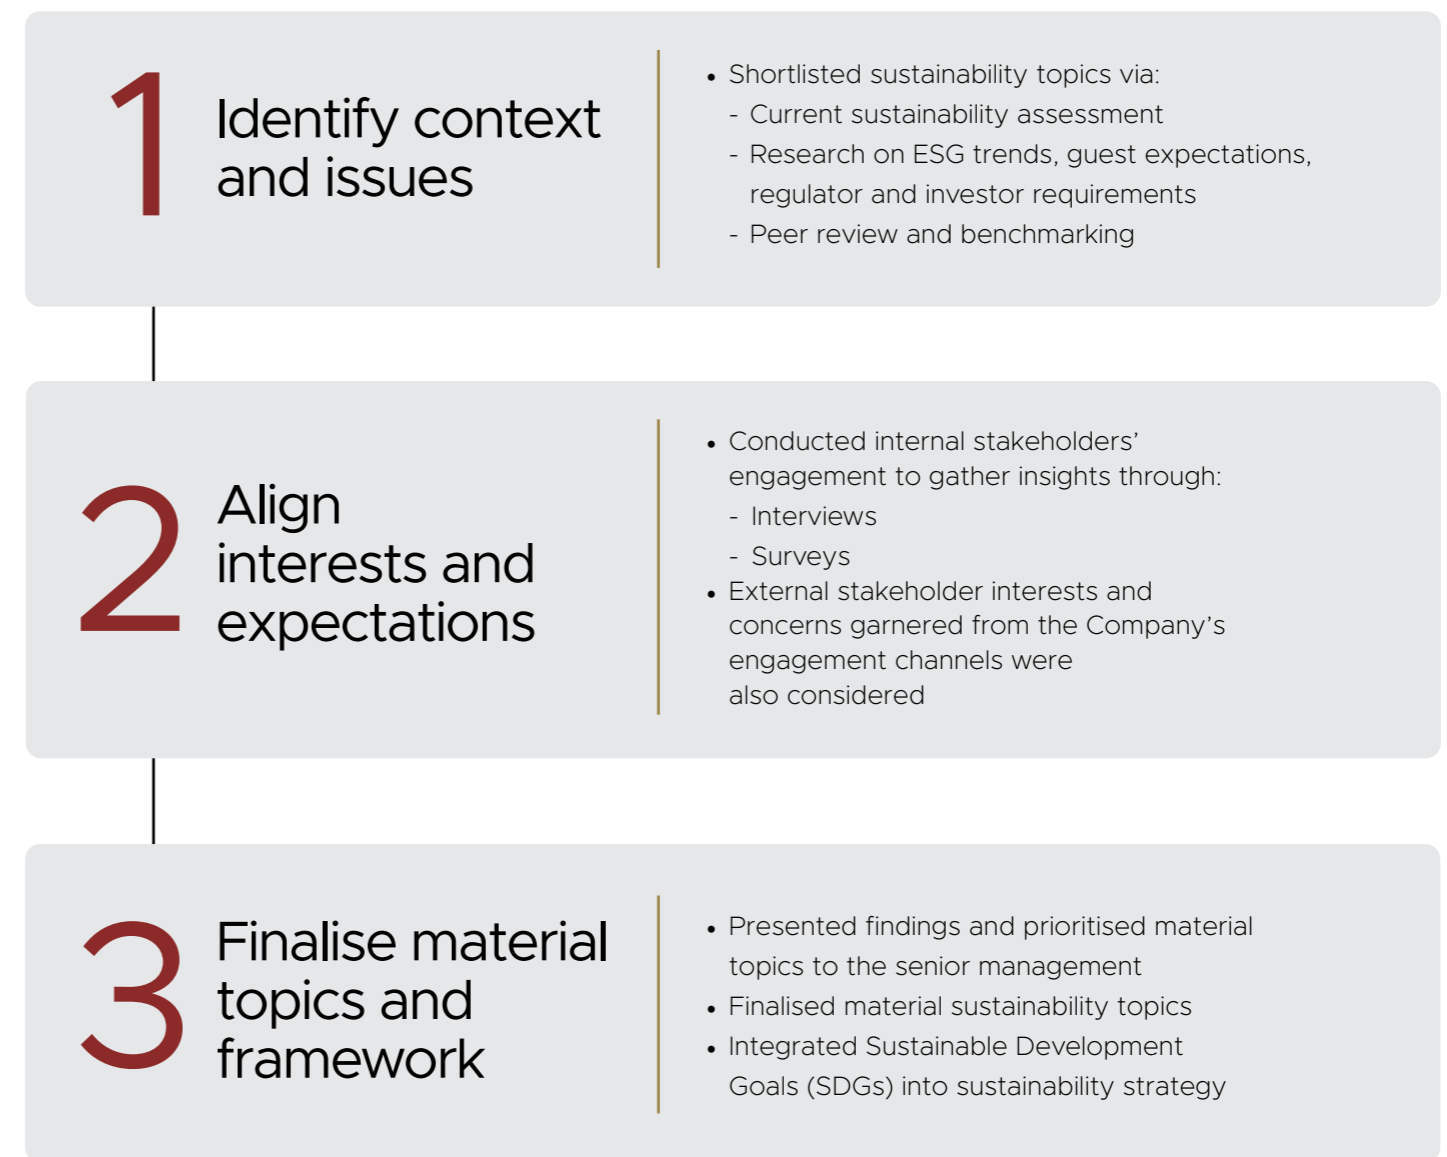 1
Identify context
and issues
• Shortlisted sustainability topics via:
- Current sustainability assessment
- Research on ESG trends, guest expectations,
regulator and investor requirements
- Peer review and benchmarking
2
Align
interests and
expectations
• Conducted internal stakeholders’
engagement to gather insights through:
- Interviews
- Surveys
• External stakeholder interests and
concerns garnered from the Company’s
engagement channels were
also considered
3
Finalise material
topics and
framework
• Presented findings and prioritised material
topics to the senior management
• Finalised material sustainability topics
• Integrated Sustainable Development
Goals (SDGs) into sustainability strategy